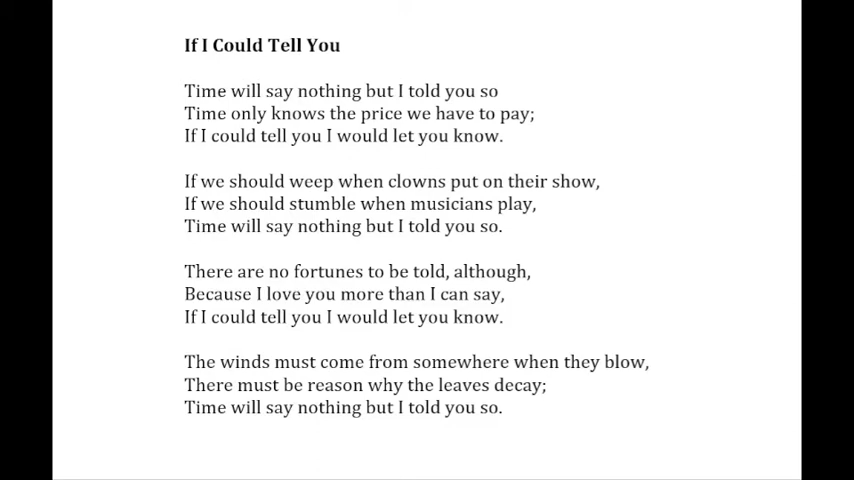 If I Could Tell You
Time will say nothing but I told you so
Time only knows the price we have to pay;
If I could tell you I would let you know.
If we should weep when clowns put on their show,
If we should stumble when musicians play,
Time will say nothing but I told you so.
There are no fortunes to be told, although,
Because I love you more than I can say,
If I could tell you I would let you know.
The winds must come from somewhere when they blow,
There must be reason why the leaves decay;
Time will say nothing but I told you so.